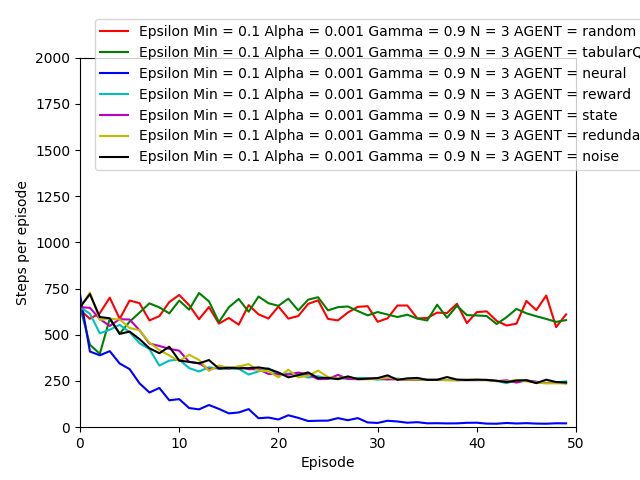 Epsilon Min = 0.1 Alpha = 0.001 Gamma = 0.9 N = 3 AGENT = random
Epsilon Min = 0.1 Alpha = 0.001 Gamma = 0.9 N = 3 AGENT = tabularQ
Epsilon Min = 0.1 Alpha = 0.001 Gamma = 0.9 N = 3 AGENT = neural
Epsilon Min = 0.1 Alpha = 0.001 Gamma = 0.9 N = 3 AGENT = reward
Epsilon Min = 0.1 Alpha = 0.001 Gamma = 0.9 N = 3 AGENT = state
Epsilon Min = 0.1 Alpha = 0.001 Gamma = 0.9 N = 3 AGENT = redunda
Epsilon Min = 0.1 Alpha = 0.001 Gamma = 0.9 N = 3 AGENT = noise
2000
1750
1500
1250
1000
750
500
250
0
Steps per episode
0 10 20 30 40 50
Episode